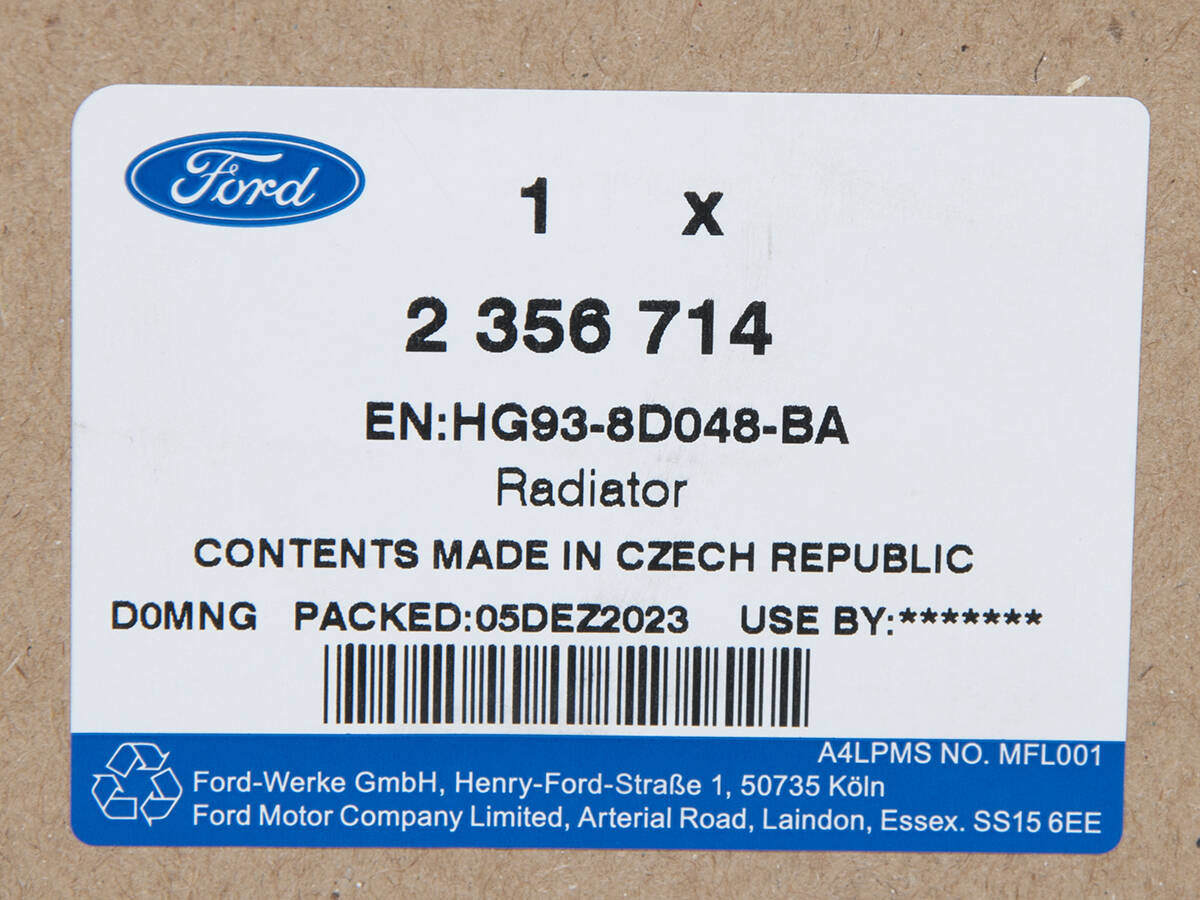 Ford
1 x
2 356 714
EN:HG93-8D048-BA
Radiator
CONTENTS MADE IN CZECH REPUBLIC
D0MNG PACKED:05DEZ2023 USE BY:*******
A4LPMS NO. MFL001
Ford-Werke GmbH, Henry-Ford-Straße 1, 50735 Köln
Ford Motor Company Limited, Arterial Road, Laindon, Essex. SS15 6EE